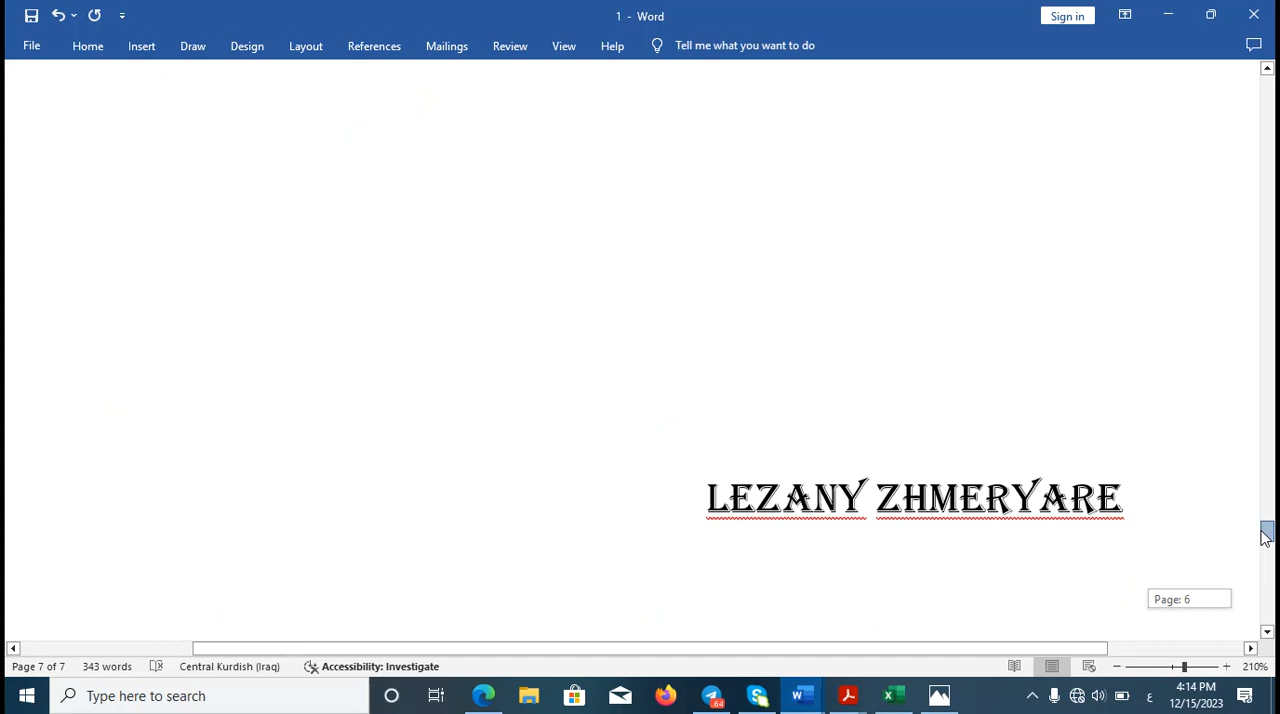 1 - Word
Sign in
File Home Insert Draw Design Layout References Mailings Review View Help Tell me what you want to do
LEZANY ZHMERYARE
Page: 6
Page 7 of 7 343 words Central Kurdish (Iraq) Accessibility: Investigate 210%
Type here to search
64
ع
4:14 PM
12/15/2023